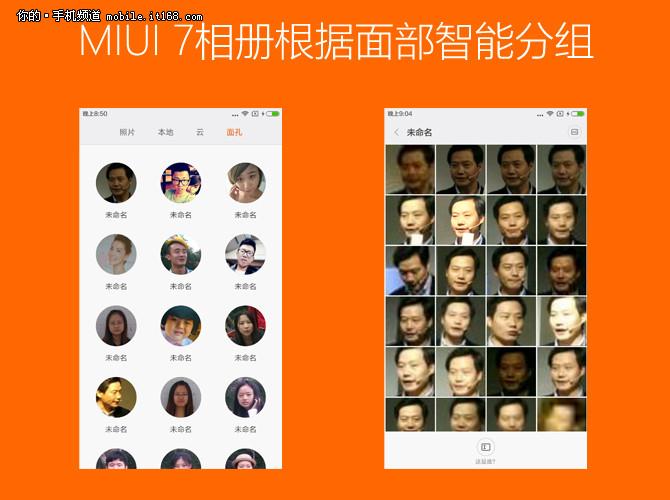 你的·手机频道 mobile.it168.com
MIUI 7相册根据面部智能分组
晚上8:50
照片 本地 云 面孔
未命名 未命名 未命名
未命名 未命名 未命名
未命名 未命名 未命名
未命名 未命名 未命名
晚上9:04
未命名
这是谁?